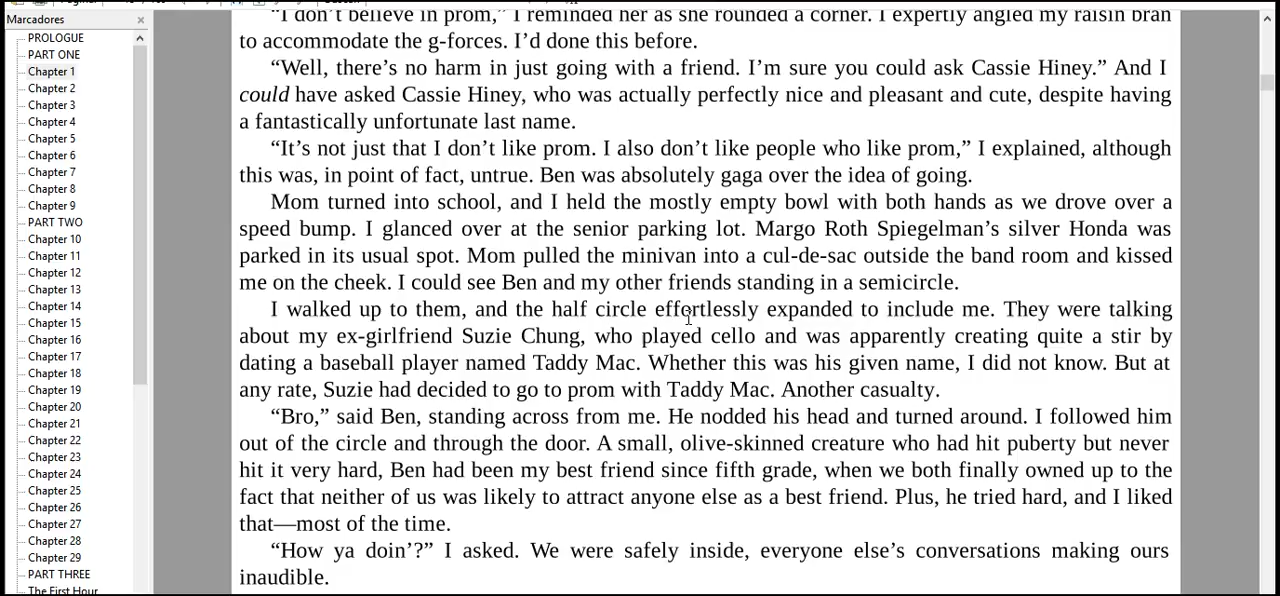 Marcadores
PROLOGUE
PART ONE
Chapter 1
Chapter 2
Chapter 3
Chapter 4
Chapter 5
Chapter 6
Chapter 7
Chapter 8
Chapter 9
PART TWO
Chapter 10
Chapter 11
Chapter 12
Chapter 13
Chapter 14
Chapter 15
Chapter 16
Chapter 17
Chapter 18
Chapter 19
Chapter 20
Chapter 21
Chapter 22
Chapter 23
Chapter 24
Chapter 25
Chapter 26
Chapter 27
Chapter 28
Chapter 29
PART THREE
The First Hour
“I don’t believe in prom,” I reminded her as she rounded a corner. I expertly angled my raisin bran
to accommodate the g-forces. I’d done this before.
“Well, there’s no harm in just going with a friend. I’m sure you could ask Cassie Hiney.” And I
could have asked Cassie Hiney, who was actually perfectly nice and pleasant and cute, despite having
a fantastically unfortunate last name.
“It’s not just that I don’t like prom. I also don’t like people who like prom,” I explained, although
this was, in point of fact, untrue. Ben was absolutely gaga over the idea of going.
Mom turned into school, and I held the mostly empty bowl with both hands as we drove over a
speed bump. I glanced over at the senior parking lot. Margo Roth Spiegelman’s silver Honda was
parked in its usual spot. Mom pulled the minivan into a cul-de-sac outside the band room and kissed
me on the cheek. I could see Ben and my other friends standing in a semicircle.
I walked up to them, and the half circle effortlessly expanded to include me. They were talking
about my ex-girlfriend Suzie Chung, who played cello and was apparently creating quite a stir by
dating a baseball player named Taddy Mac. Whether this was his given name, I did not know. But at
any rate, Suzie had decided to go to prom with Taddy Mac. Another casualty.
“Bro,” said Ben, standing across from me. He nodded his head and turned around. I followed him
out of the circle and through the door. A small, olive-skinned creature who had hit puberty but never
hit it very hard, Ben had been my best friend since fifth grade, when we both finally owned up to the
fact that neither of us was likely to attract anyone else as a best friend. Plus, he tried hard, and I liked
that—most of the time.
“How ya doin’?” I asked. We were safely inside, everyone else’s conversations making ours
inaudible.